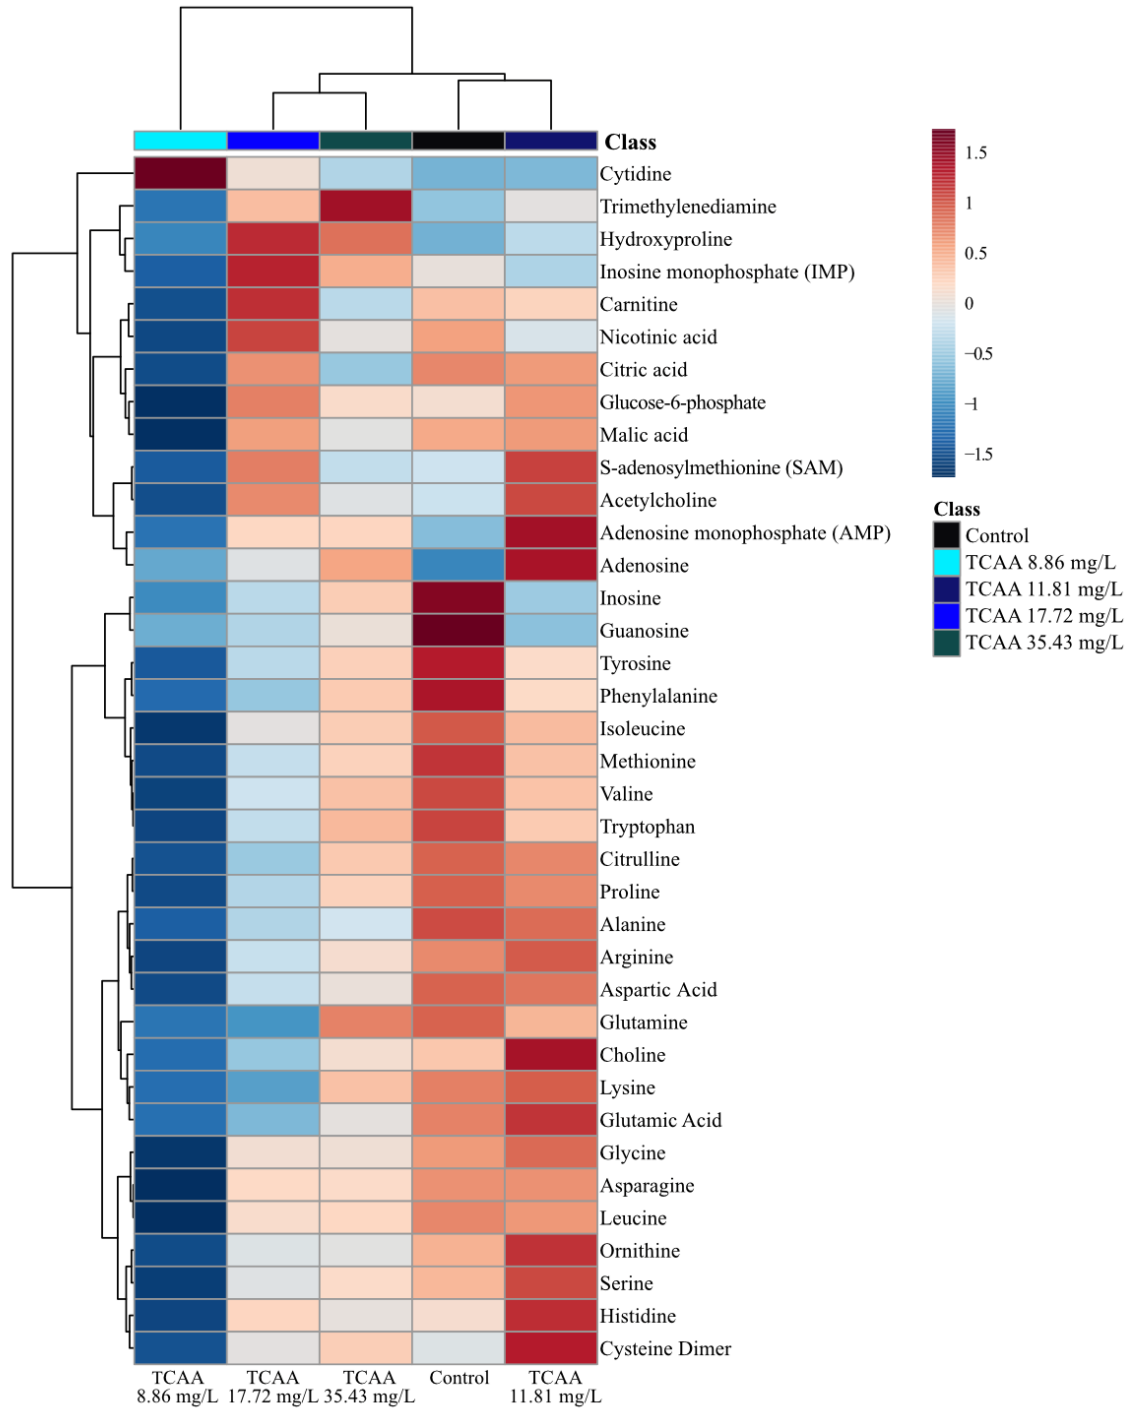 Class
Cytidine
Trimethylenediamine
Hydroxyproline
Inosine monophosphate (IMP)
Carnitine
Nicotinic acid
Citric acid
Glucose-6-phosphate
Malic acid
S-adenosylmethionine (SAM)
Acetylcholine
Adenosine monophosphate (AMP)
Adenosine
Inosine
Guanosine
Tyrosine
Phenylalanine
Isoleucine
Methionine
Valine
Tryptophan
Citrulline
Proline
Alanine
Arginine
Aspartic Acid
Glutamine
Choline
Lysine
Glutamic Acid
Glycine
Asparagine
Leucine
Ornithine
Serine
Histidine
Cysteine Dimer
TCAA
8.86 mg/L
TCAA
17.72 mg/L
TCAA
35.43 mg/L
Control
TCAA
11.81 mg/L
1.5
1
0.5
0
−0.5
−1
−1.5
Class
Control
TCAA 8.86 mg/L
TCAA 11.81 mg/L
TCAA 17.72 mg/L
TCAA 35.43 mg/L